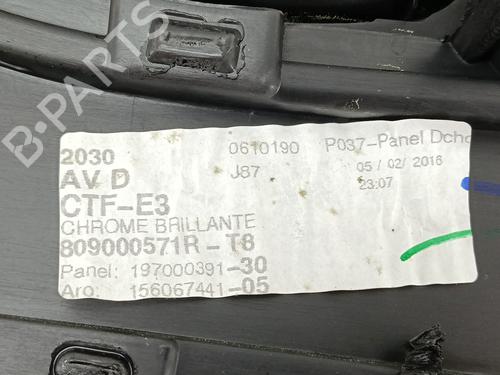 2030 0610190 P037-Panel Dcho
AV D J87 05/02/2016
CTF-E3 23:07
CHROME BRILLANTE
809000571R-T8
Panel: 197000391-30
Aro: 156067441-05